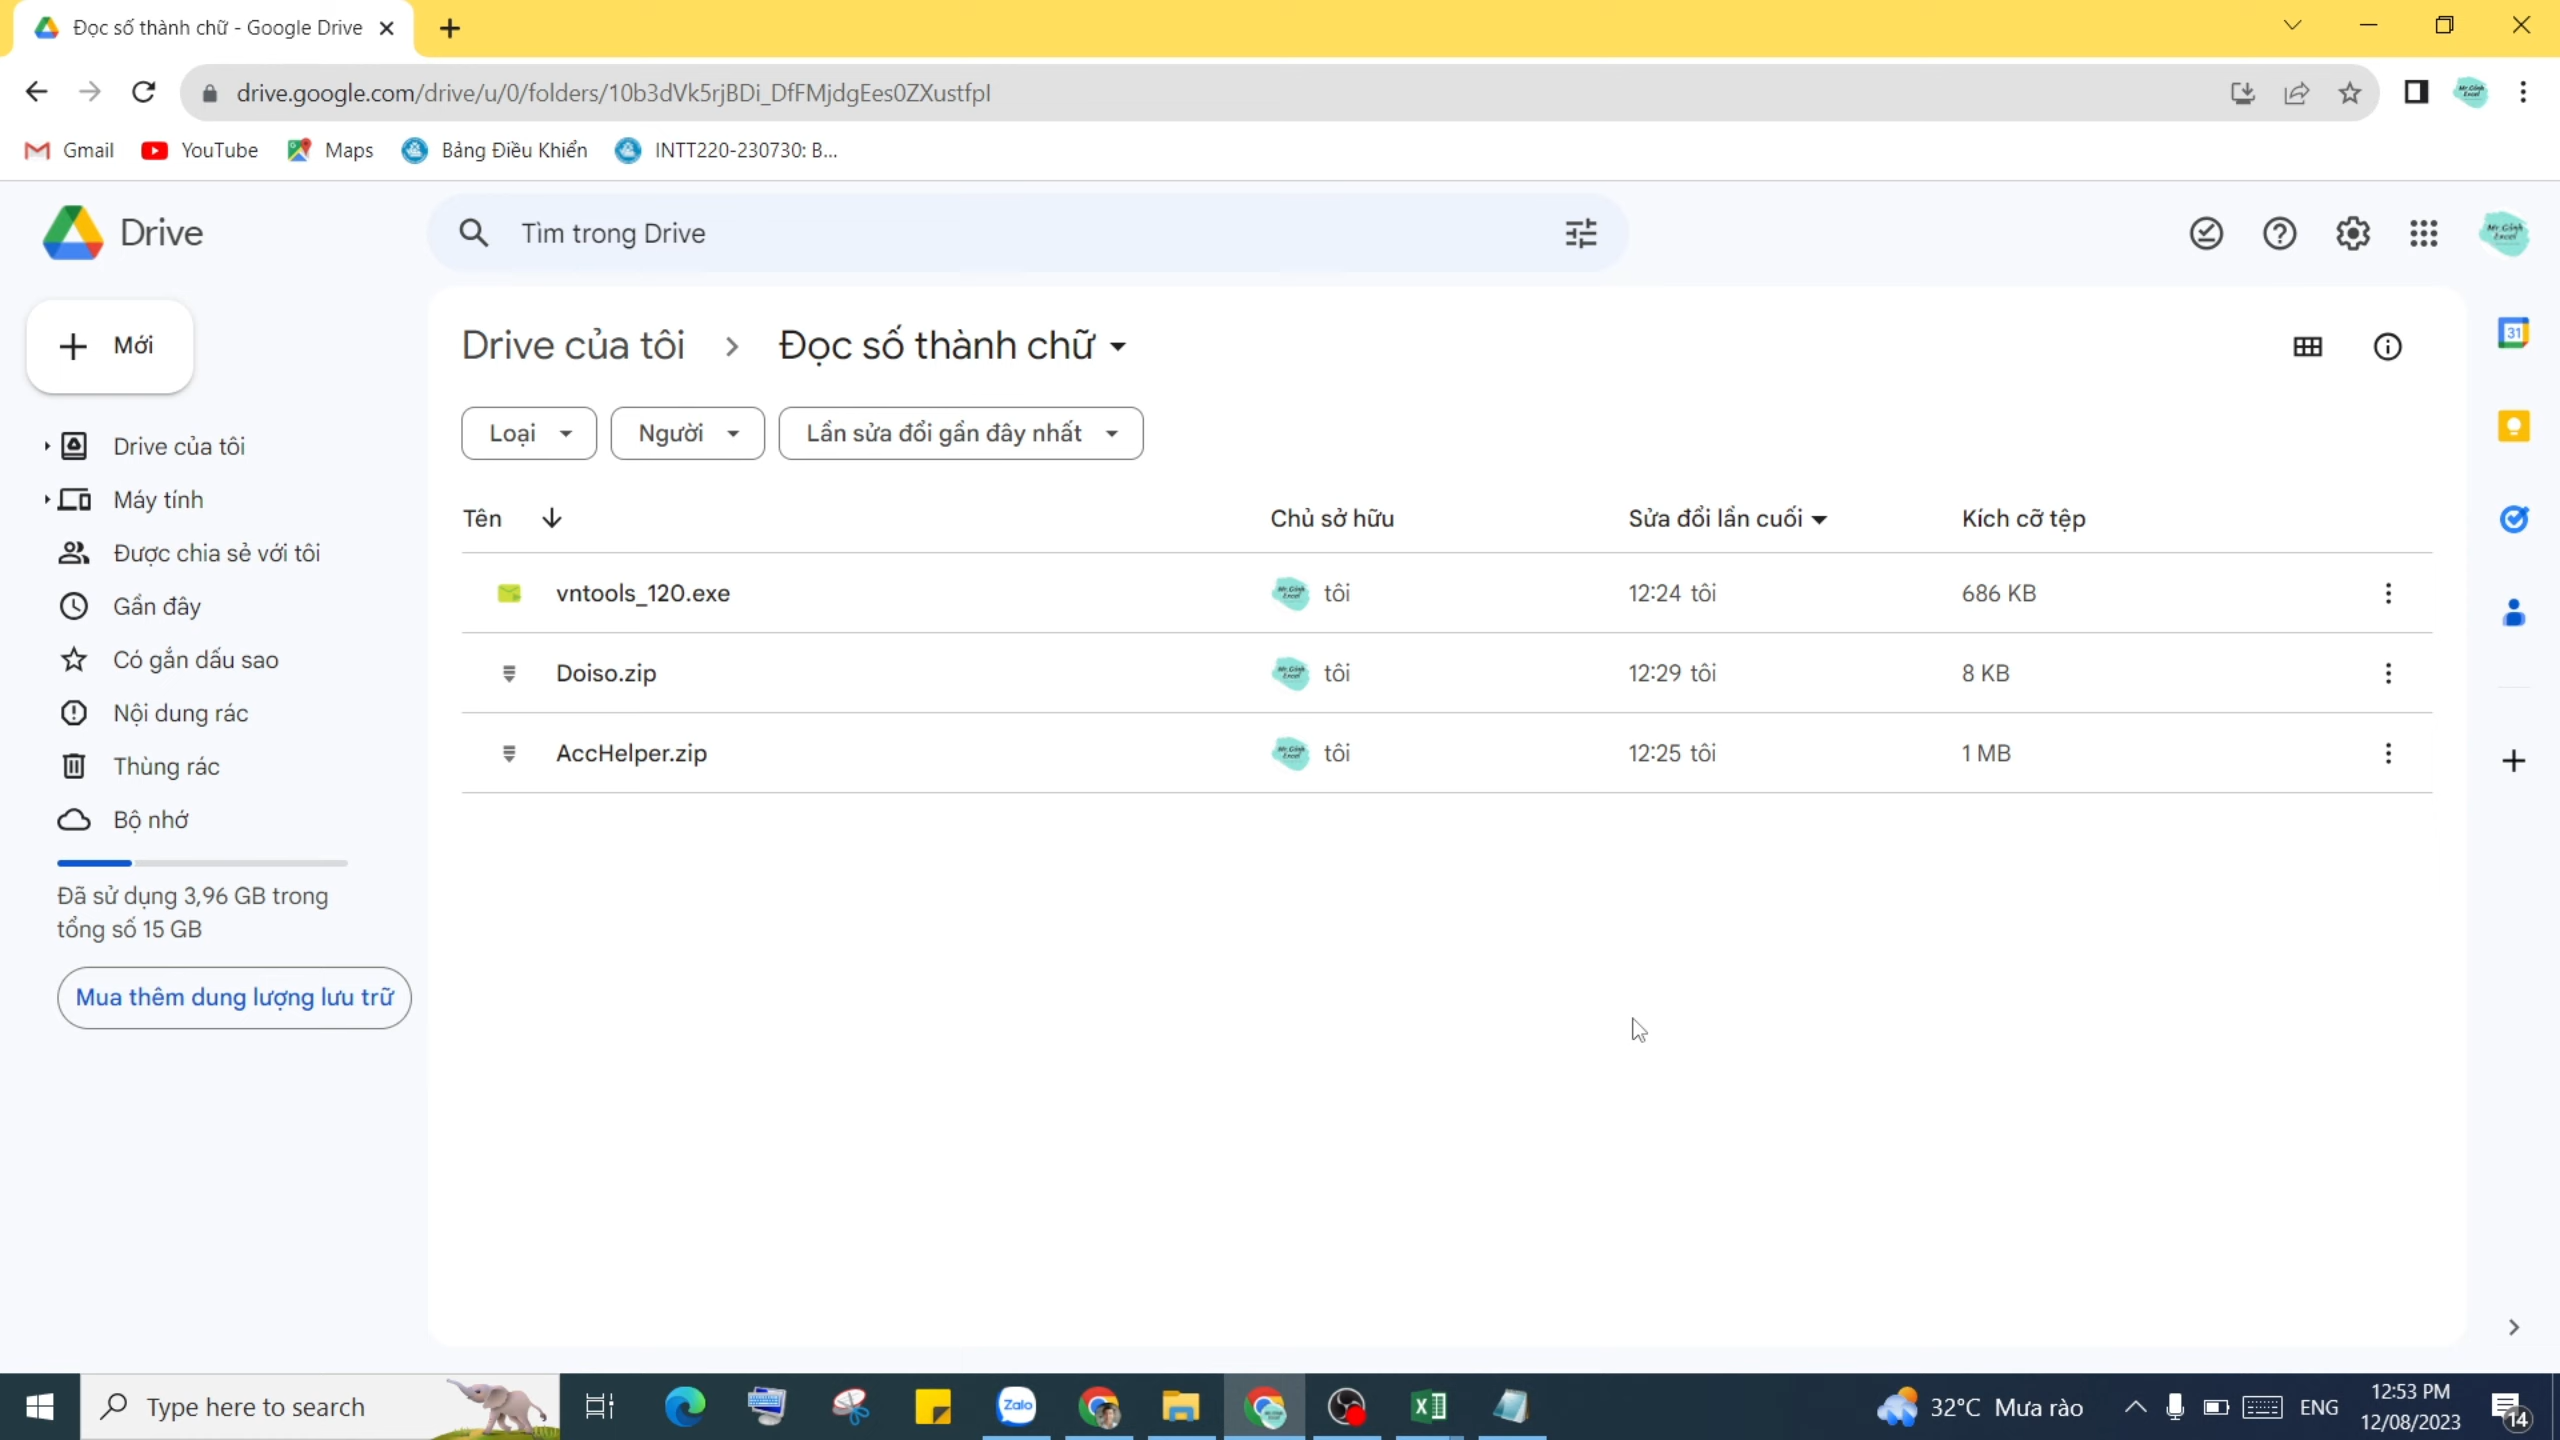 Đọc số thành chữ - Google Drive
drive.google.com/drive/u/0/folders/10b3dVk5rjBDi_DfFMjdgEes0ZXustfpI
Gmail YouTube Maps Bảng Điều Khiển INTT220-230730: B...
Drive Tìm trong Drive
Mới
Drive của tôi
Máy tính
Được chia sẻ với tôi
Gần đây
Có gắn dấu sao
Nội dung rác
Thùng rác
Bộ nhớ
Đã sử dụng 3,96 GB trong
tổng số 15 GB
Mua thêm dung lượng lưu trữ
Drive của tôi Đọc số thành chữ
Loại Người Lần sửa đổi gần đây nhất
Tên Chủ sở hữu Sửa đổi lần cuối Kích cỡ tệp
vntools_120.exe tôi 12:24 tôi 686 KB
Doiso.zip tôi 12:29 tôi 8 KB
AccHelper.zip tôi 12:25 tôi 1 MB
31
Type here to search Zalo 32°C Mưa rào ENG 12:53 PM
12/08/2023
14